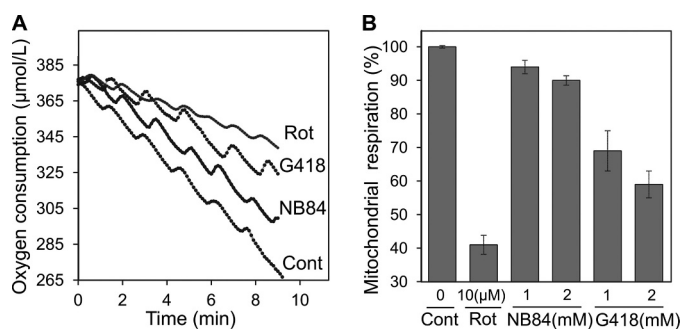 A
Oxygen consumption (µmol/L)
385
365
345
325
305
285
265
Rot
G418
NB84
Cont
0 2 4 6 8 10
Time (min)
B
Mitochondrial respiration (%)
100
90
80
70
60
50
40
30
0 10(µM) 1 2 1 2
Cont Rot NB84(mM) G418(mM)